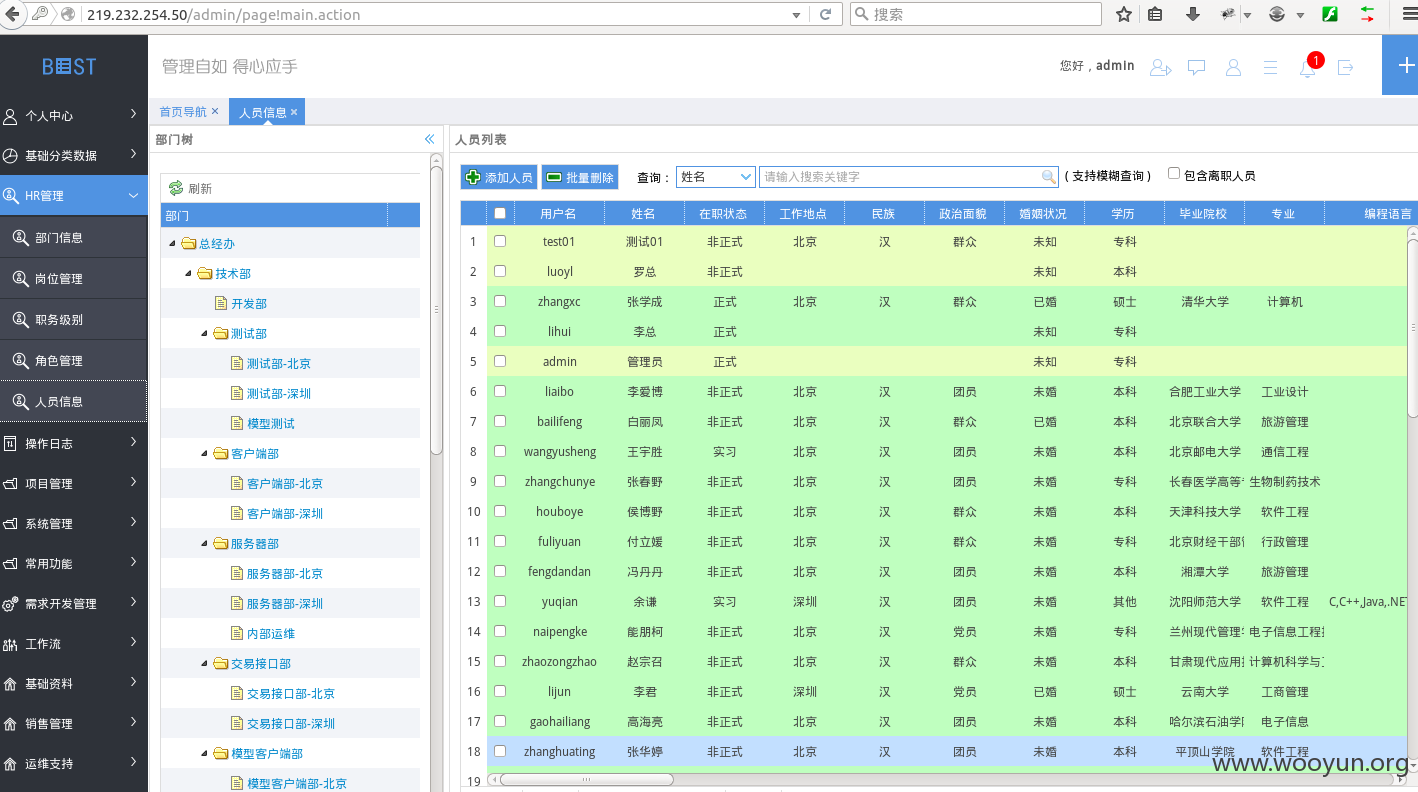 219.232.254.50/admin/page!main.action
搜索
BEST
管理自如 得心应手
您好，admin
1
个人中心
基础分类数据
HR管理
部门信息
岗位管理
职务级别
角色管理
人员信息
操作日志
项目管理
系统管理
常用功能
需求开发管理
工作流
基础资料
销售管理
运维支持
首页导航 ×
人员信息 ×
部门树
刷新
部门
总经办
技术部
开发部
测试部
测试部-北京
测试部-深圳
模型测试
客户端部
客户端部-北京
客户端部-深圳
服务器部
服务器部-北京
服务器部-深圳
内部运维
交易接口部
交易接口部-北京
交易接口部-深圳
模型客户端部
模型客户端部-北京
人员列表
添加人员 批量删除 查询： 姓名 请输入搜索关键字 ( 支持模糊查询 ) 包含离职人员
用户名 姓名 在职状态 工作地点 民族 政治面貌 婚姻状况 学历 毕业院校 专业 编程语言
1 test01 测试01 非正式 北京 汉 群众 未知 专科
2 luoyl 罗总 非正式 未知 本科
3 zhangxc 张学成 正式 北京 汉 群众 已婚 硕士 清华大学 计算机
4 lihui 李总 正式 未知 专科
5 admin 管理员 正式 未知 专科
6 liaibo 李爱博 非正式 北京 汉 团员 未婚 本科 合肥工业大学 工业设计
7 bailifeng 白丽凤 非正式 北京 汉 群众 已婚 本科 北京联合大学 旅游管理
8 wangyusheng 王宇胜 实习 北京 汉 团员 未婚 本科 北京邮电大学 通信工程
9 zhangchunye 张春野 非正式 北京 汉 团员 未婚 专科 长春医学高等 生物制药技术
10 houboye 侯博野 非正式 北京 汉 群众 未婚 本科 天津科技大学 软件工程
11 fuliyuan 付立媛 非正式 北京 汉 群众 未婚 专科 北京财经干部 行政管理
12 fengdandan 冯丹丹 非正式 北京 汉 团员 未婚 本科 湘潭大学 旅游管理
13 yuqian 余谦 实习 深圳 汉 团员 未婚 其他 沈阳师范大学 软件工程 C,C++,Java,.NET
14 naipengke 能朋柯 非正式 北京 汉 党员 未婚 专科 兰州现代管理 电子信息工程
15 zhaozongzhao 赵宗召 非正式 北京 汉 群众 未婚 本科 甘肃现代应用 计算机科学与
16 lijun 李君 非正式 深圳 汉 党员 已婚 硕士 云南大学 工商管理
17 gaohailiang 高海亮 非正式 北京 汉 团员 未婚 本科 哈尔滨石油学 电子信息
18 zhanghuating 张华婷 非正式 北京 汉 团员 未婚 本科 平顶山学院 软件工程
19
www.wooyun.org